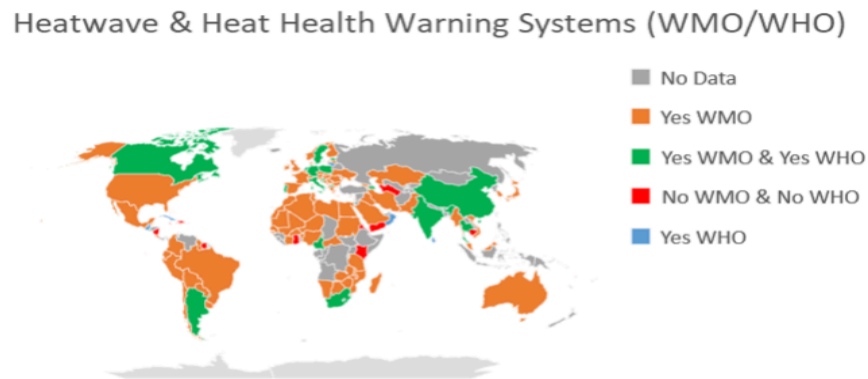 Heatwave & Heat Health Warning Systems (WMO/WHO)
No Data
Yes WMO
Yes WMO & Yes WHO
No WMO & No WHO
Yes WHO